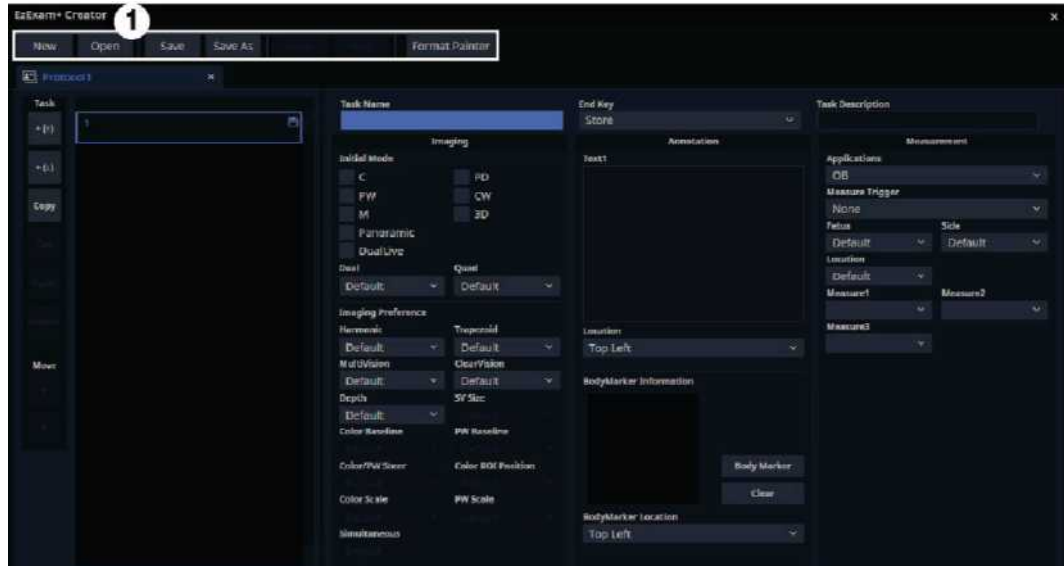 EzExam+ Creator
1
New Open Save Save As Format Painter
Protocol1
Task
+ (↑)
+ (↓)
Copy
Move
1
Task Name
End Key
Store
Task Description
Imaging
Initial Mode
C PD
PW CW
M 3D
Panoramic
DualLive
Dual Quad
Default Default
Imaging Preference
Harmonic Trapezoid
Default Default
MultiVision ClearVision
Default Default
Depth SV Size
Default
Color Baseline PW Baseline
Color/PW Steer Color ROI Position
Color Scale PW Scale
Simultaneous
Annotation
Text1
Location
Top Left
BodyMarker Information
Body Marker
Clear
BodyMarker Location
Top Left
Measurement
Applications
OB
Measure Trigger
None
Fetus Side
Default Default
Location
Default
Measure1 Measure2
Measure3